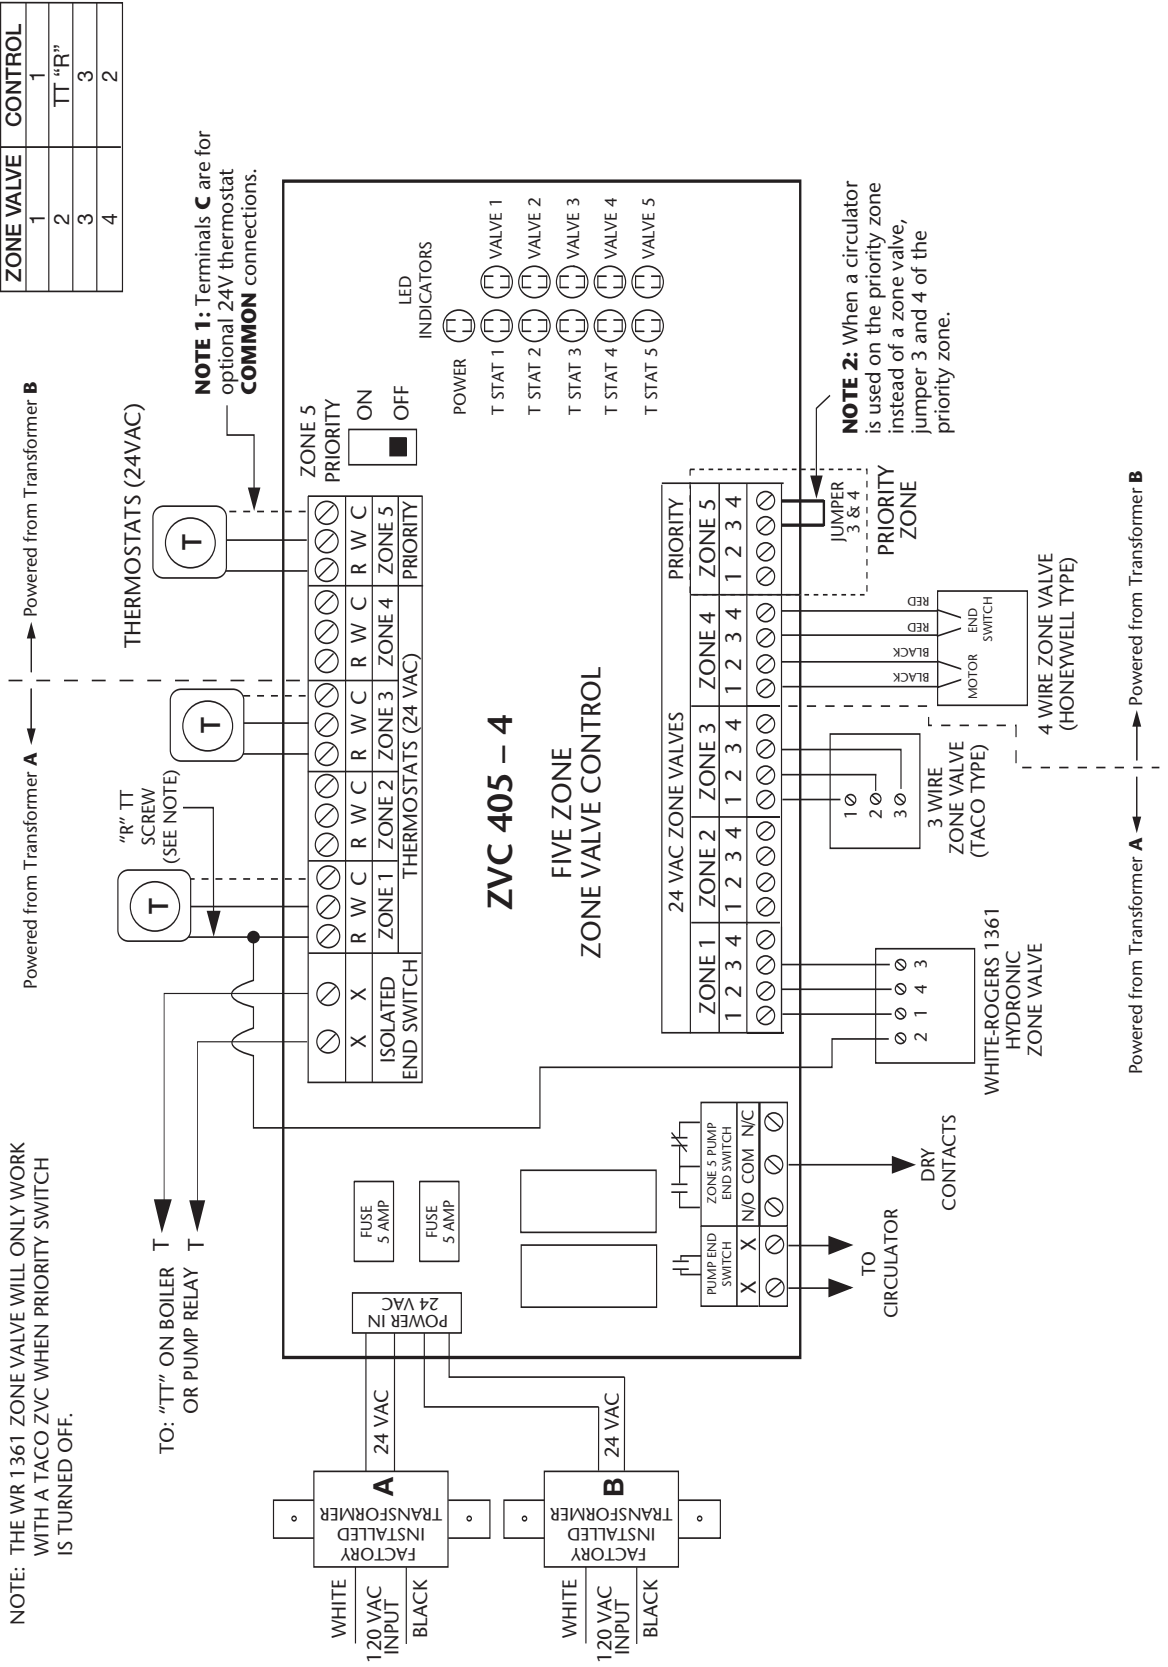 NOTE: THE WR 1361 ZONE VALVE WILL ONLY WORK
WITH A TACO ZVC WHEN PRIORITY SWITCH
IS TURNED OFF.
ZONE VALVE CONTROL
1 1
2 TT “R”
3 3
4 2
Powered from Transformer A
Powered from Transformer B
THERMOSTATS (24VAC)
NOTE 1: Terminals C are for
optional 24V thermostat
COMMON connections.
“R” TT
SCREW
(SEE NOTE)
T
T
T
TO: “TT” ON BOILER T
OR PUMP RELAY T
X X
ISOLATED
END SWITCH
R W C
ZONE 1
R W C
ZONE 2
R W C
ZONE 3
R W C
ZONE 4
THERMOSTATS (24 VAC)
R W C
ZONE 5
PRIORITY
ZONE 5
PRIORITY
ON
OFF
LED
INDICATORS
POWER
T STAT 1 VALVE 1
T STAT 2 VALVE 2
T STAT 3 VALVE 3
T STAT 4 VALVE 4
T STAT 5 VALVE 5
FUSE
5 AMP
FUSE
5 AMP
POWER IN
24 VAC
ZVC 405 – 4
FIVE ZONE
ZONE VALVE CONTROL
WHITE
120 VAC
INPUT
BLACK
FACTORY
INSTALLED
TRANSFORMER
A
24 VAC
WHITE
120 VAC
INPUT
BLACK
FACTORY
INSTALLED
TRANSFORMER
B
24 VAC
PUMP END
SWITCH
X X
ZONE 5 PUMP
END SWITCH
N/O COM N/C
TO
CIRCULATOR
DRY
CONTACTS
24 VAC ZONE VALVES
PRIORITY
ZONE 1
1 2 3 4
ZONE 2
1 2 3 4
ZONE 3
1 2 3 4
ZONE 4
1 2 3 4
ZONE 5
1 2 3 4
JUMPER
3 & 4
PRIORITY
ZONE
NOTE 2: When a circulator
is used on the priority zone
instead of a zone valve,
jumper 3 and 4 of the
priority zone.
2 1 4 3
WHITE-ROGERS 1361
HYDRONIC
ZONE VALVE
1
2
3
3 WIRE
ZONE VALVE
(TACO TYPE)
BLACK
BLACK
RED
RED
MOTOR
END
SWITCH
4 WIRE ZONE VALVE
(HONEYWELL TYPE)
Powered from Transformer A
Powered from Transformer B